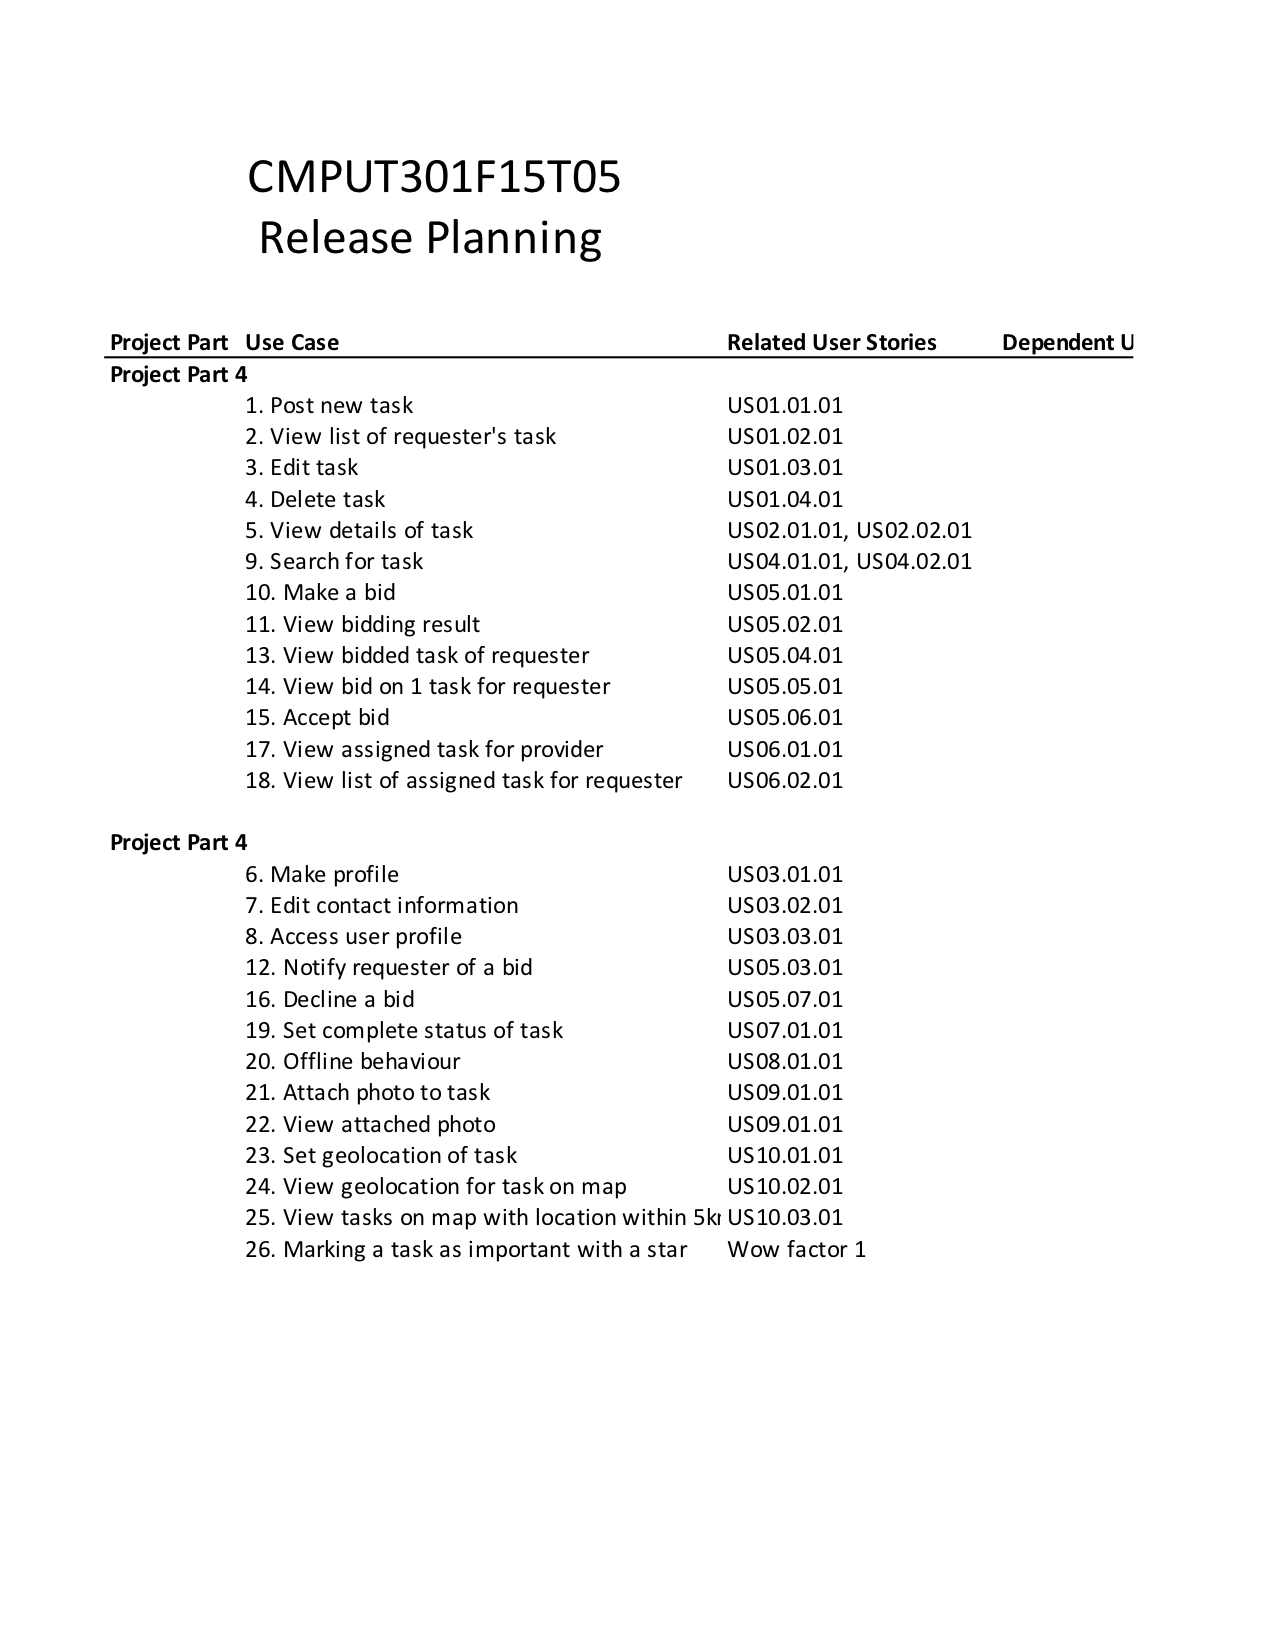 CMPUT301F15T05
Release Planning
Project Part Use Case Related User Stories Dependent U
Project Part 4
1. Post new task US01.01.01
2. View list of requester's task US01.02.01
3. Edit task US01.03.01
4. Delete task US01.04.01
5. View details of task US02.01.01, US02.02.01
9. Search for task US04.01.01, US04.02.01
10. Make a bid US05.01.01
11. View bidding result US05.02.01
13. View bidded task of requester US05.04.01
14. View bid on 1 task for requester US05.05.01
15. Accept bid US05.06.01
17. View assigned task for provider US06.01.01
18. View list of assigned task for requester US06.02.01
Project Part 4
6. Make profile US03.01.01
7. Edit contact information US03.02.01
8. Access user profile US03.03.01
12. Notify requester of a bid US05.03.01
16. Decline a bid US05.07.01
19. Set complete status of task US07.01.01
20. Offline behaviour US08.01.01
21. Attach photo to task US09.01.01
22. View attached photo US09.01.01
23. Set geolocation of task US10.01.01
24. View geolocation for task on map US10.02.01
25. View tasks on map with location within 5k US10.03.01
26. Marking a task as important with a star Wow factor 1